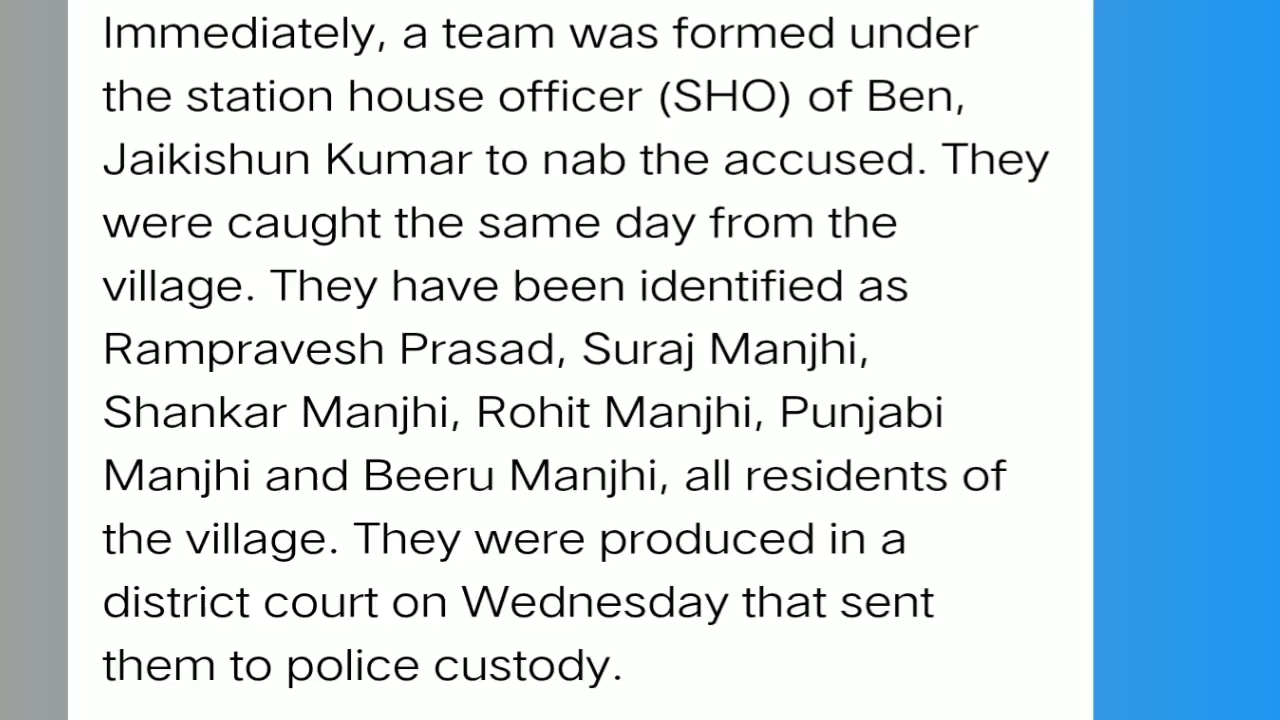 Immediately, a team was formed under
the station house officer (SHO) of Ben,
Jaikishun Kumar to nab the accused. They
were caught the same day from the
village. They have been identified as
Rampravesh Prasad, Suraj Manjhi,
Shankar Manjhi, Rohit Manjhi, Punjabi
Manjhi and Beeru Manjhi, all residents of
the village. They were produced in a
district court on Wednesday that sent
them to police custody.